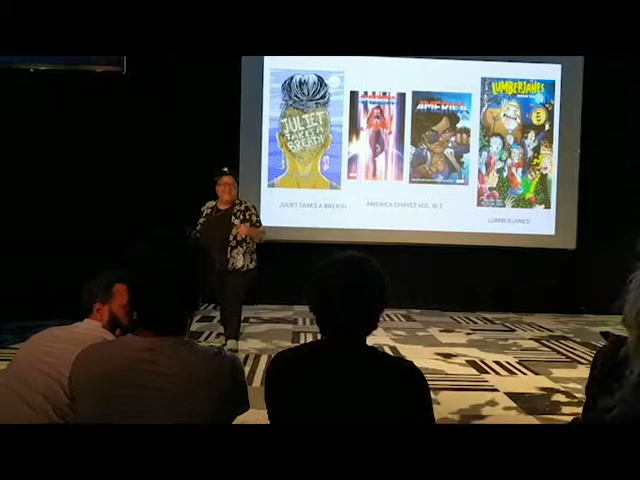 JULIET
TAKES A
BREATH
AMERICA
LUMBERJANES
JULIET TAKES A BREATH
AMERICA CHAVEZ VOL. 1& 2
LUMBERJANES'